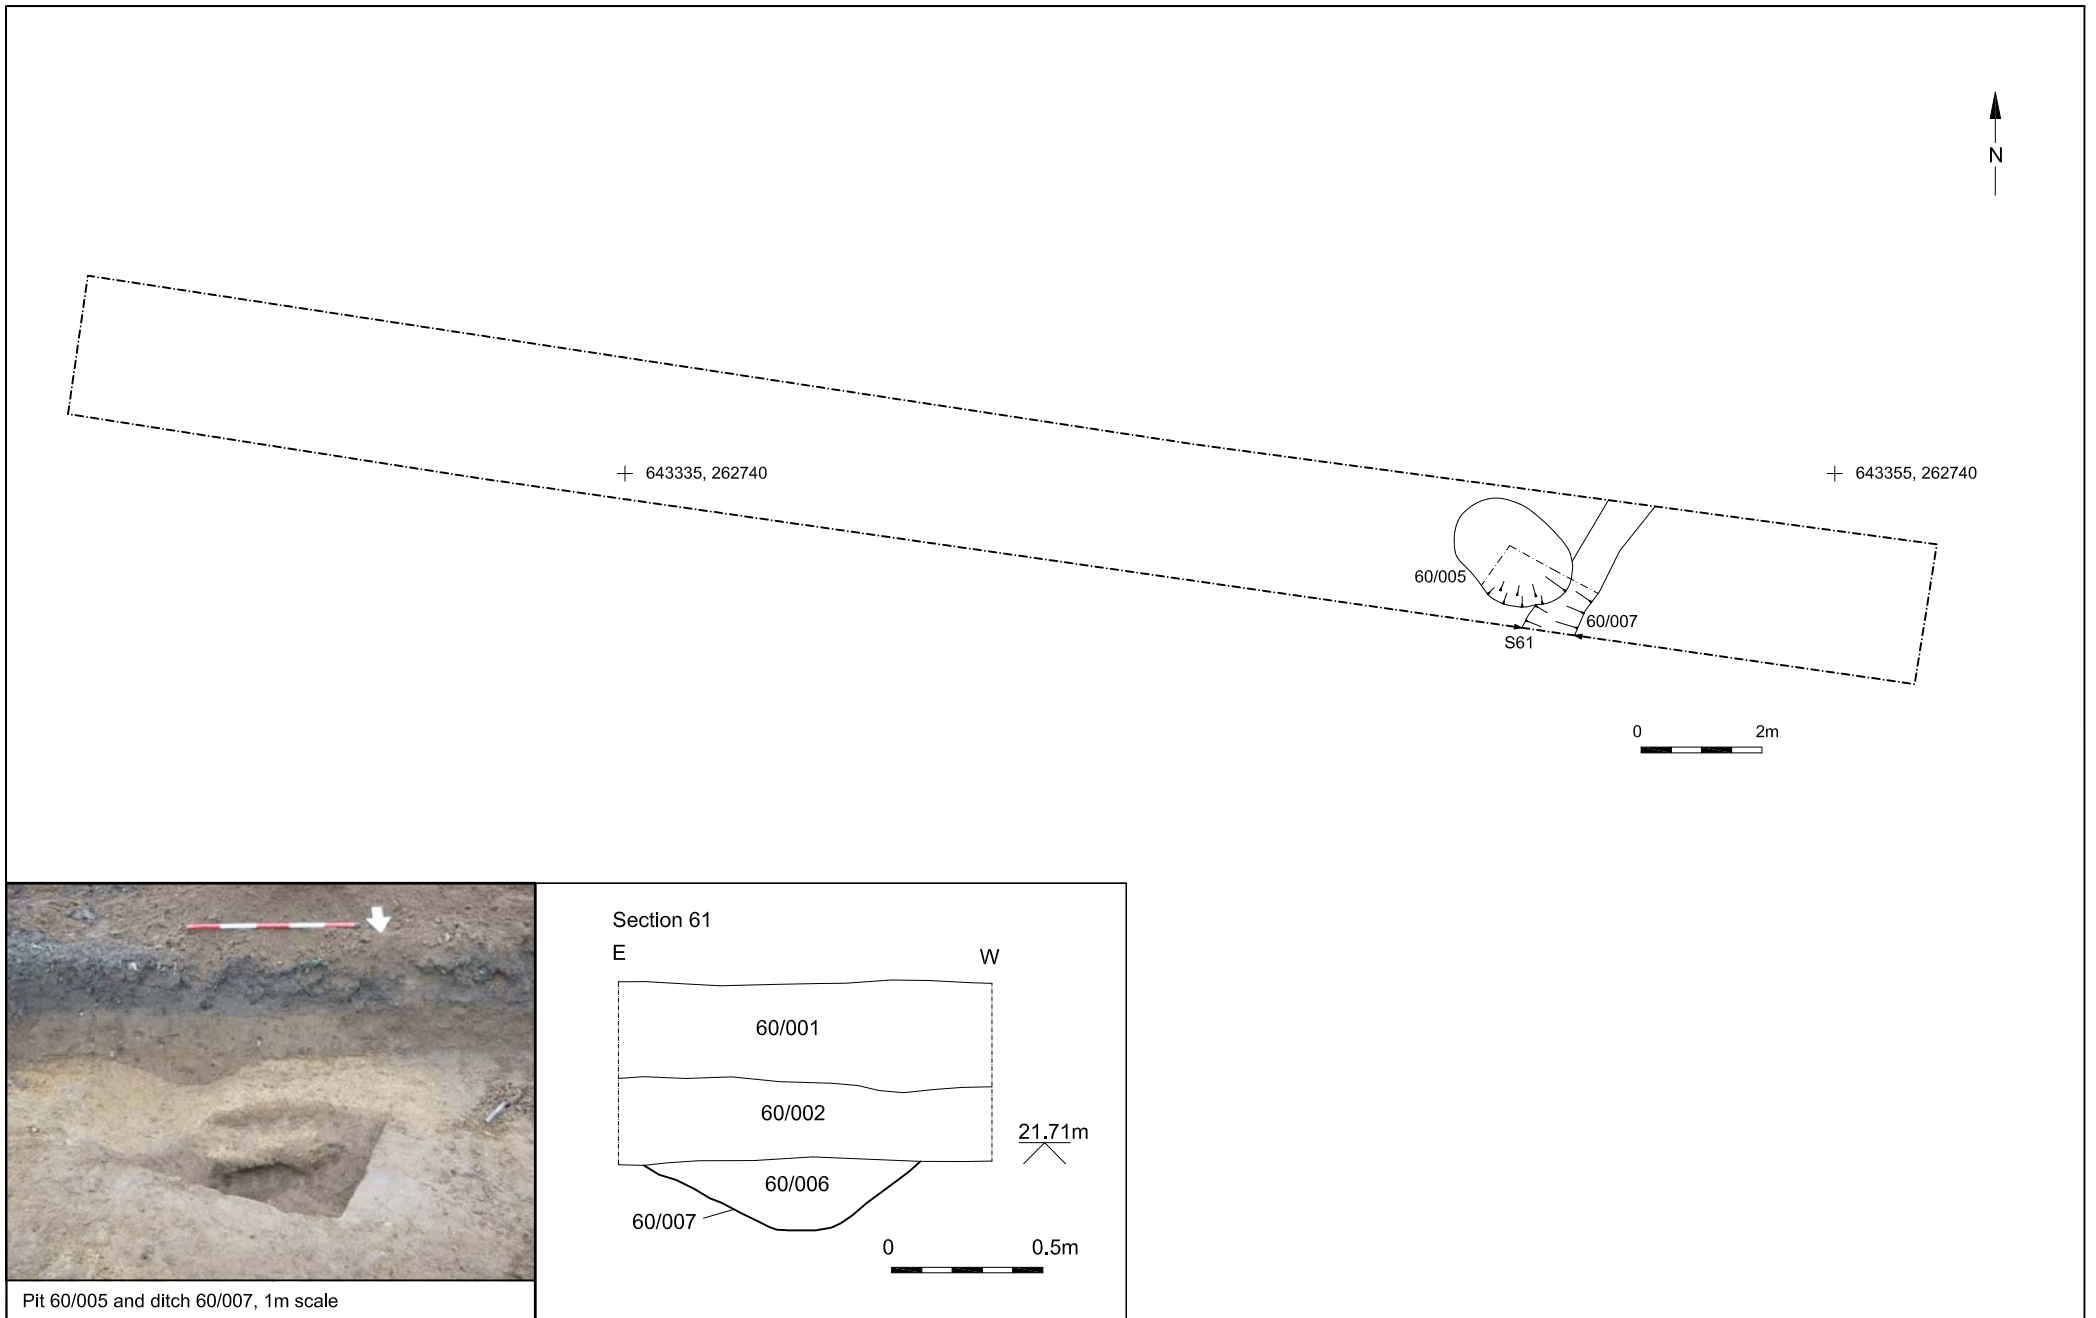 N
643335, 262740
643355, 262740
60/005
60/007
S61
0 2m
Section 61
E W
60/001
60/002
21.71m
60/006
60/007
0 0.5m
Pit 60/005 and ditch 60/007, 1m scale